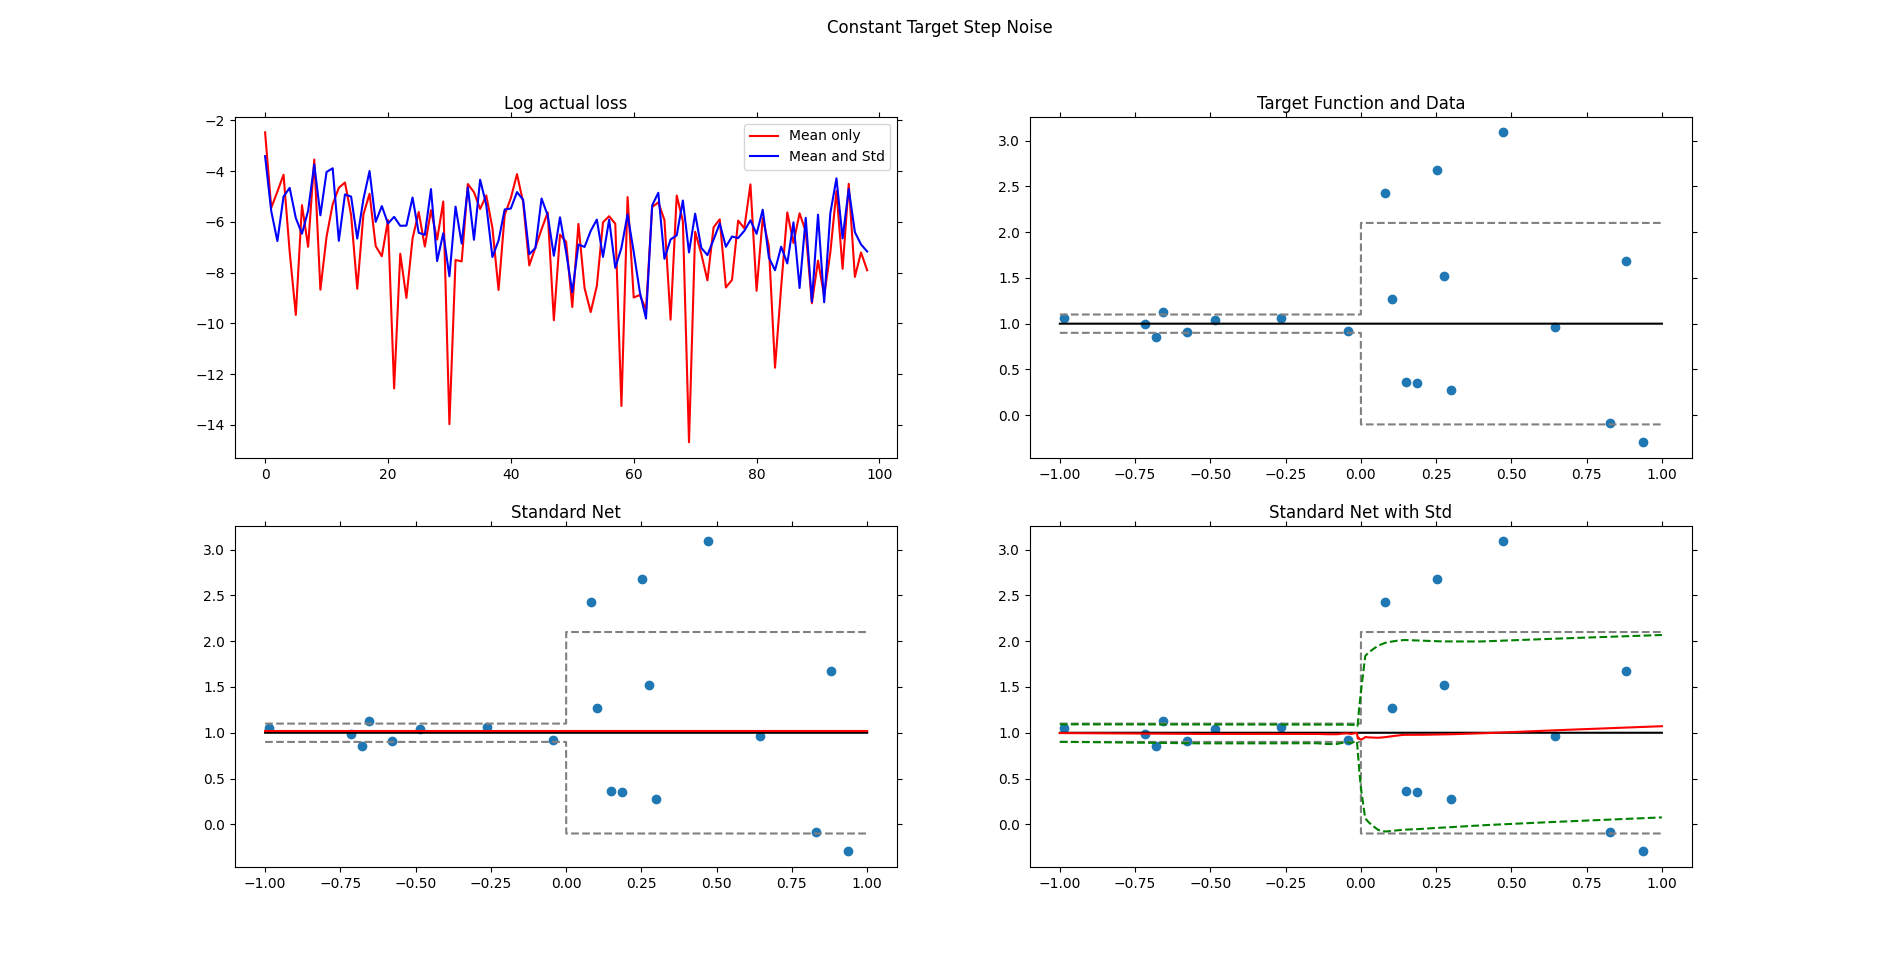 Constant Target Step Noise
Log actual loss
−2
−4
−6
−8
−10
−12
−14
0 20 40 60 80 100
Mean only
Mean and Std
Target Function and Data
3.0
2.5
2.0
1.5
1.0
0.5
0.0
−1.00 −0.75 −0.50 −0.25 0.00 0.25 0.50 0.75 1.00
Standard Net
3.0
2.5
2.0
1.5
1.0
0.5
0.0
−1.00 −0.75 −0.50 −0.25 0.00 0.25 0.50 0.75 1.00
Standard Net with Std
3.0
2.5
2.0
1.5
1.0
0.5
0.0
−1.00 −0.75 −0.50 −0.25 0.00 0.25 0.50 0.75 1.00